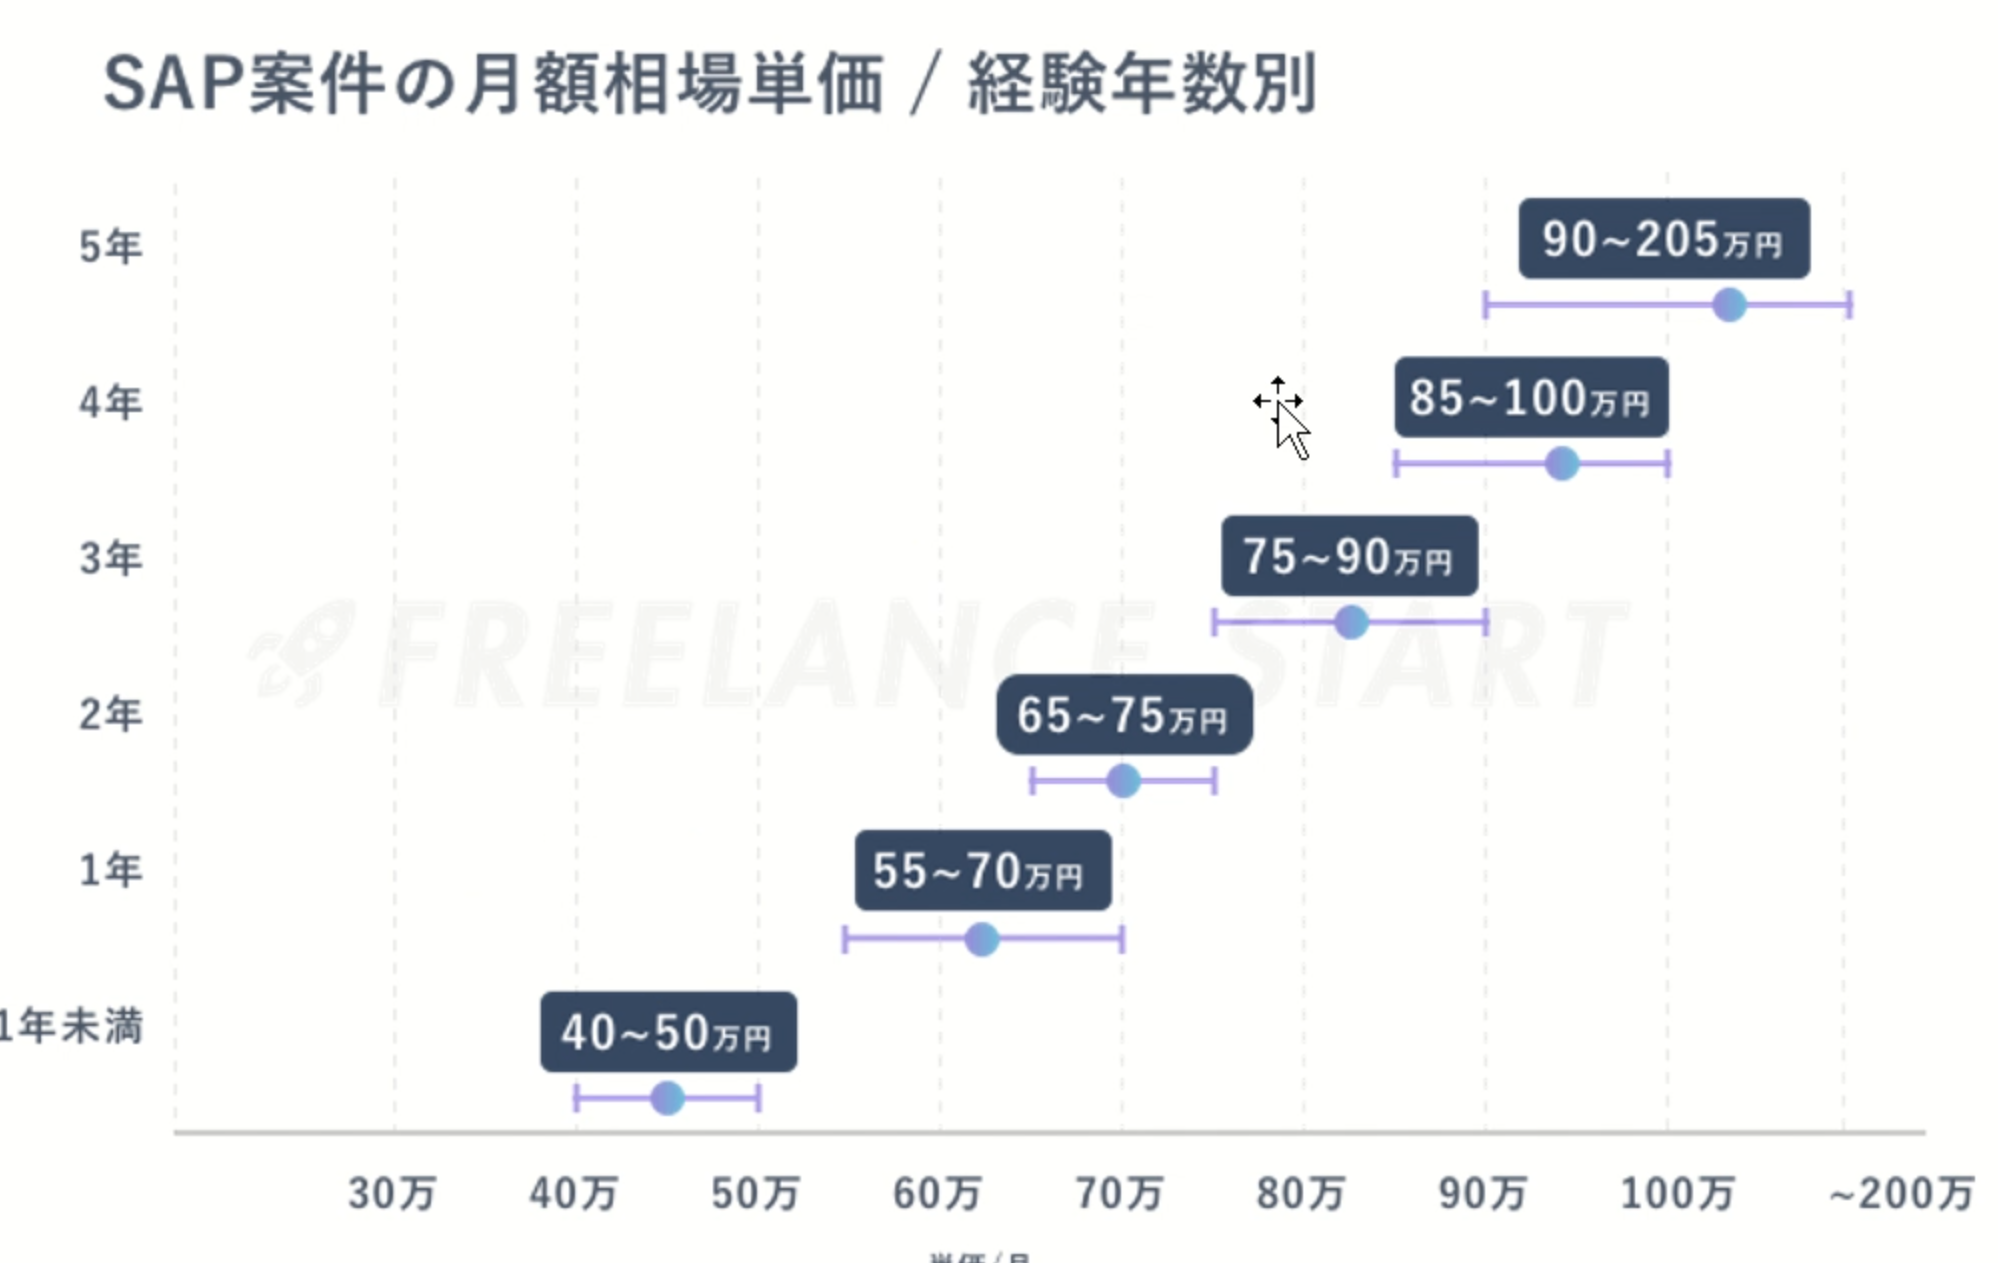 SAP案件の月額相場単価 / 経験年数別
5年
90~205万円
4年
85~100万円
3年
75~90万円
FREELANCE START
2年
65~75万円
1年
55~70万円
1年未満
40~50万円
30万 40万 50万 60万 70万 80万 90万 100万 ~200万
単価/月